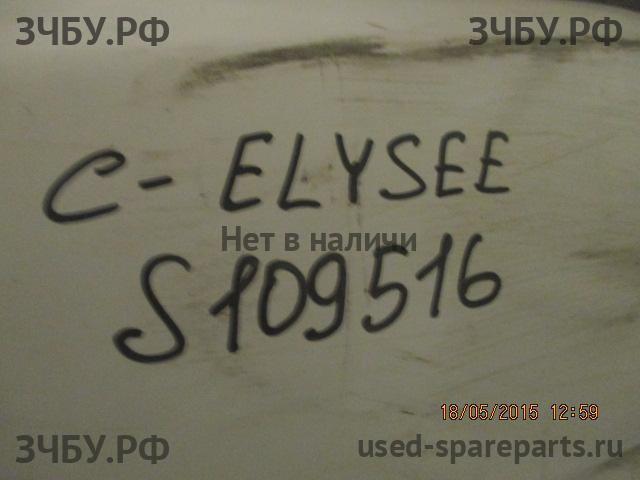 ЗЧБУ.РФ ЗЧБУ.РФ
C- ELYSEE
Нет в наличи
S109516
18/05/2015 12:59
ЗЧБУ.РФ used-spareparts.ru